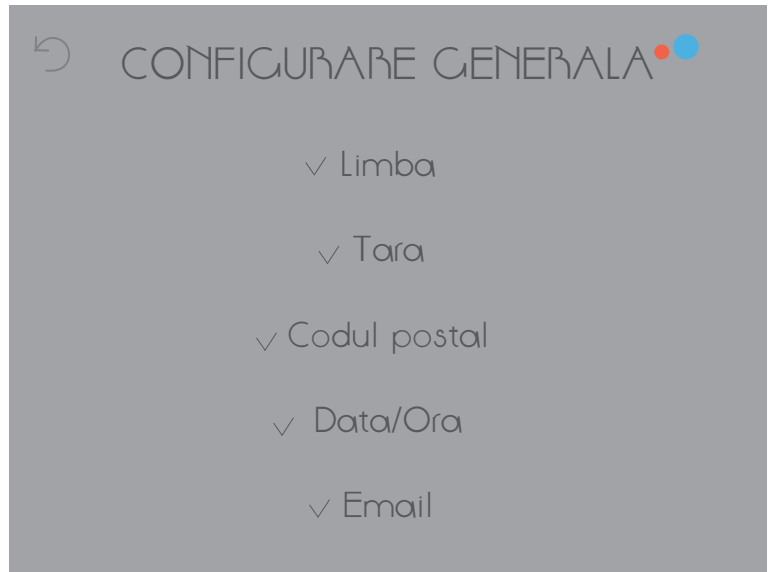 CONFIGURARE GENERALA
Limba
Tara
Codul postal
Data/Ora
Email